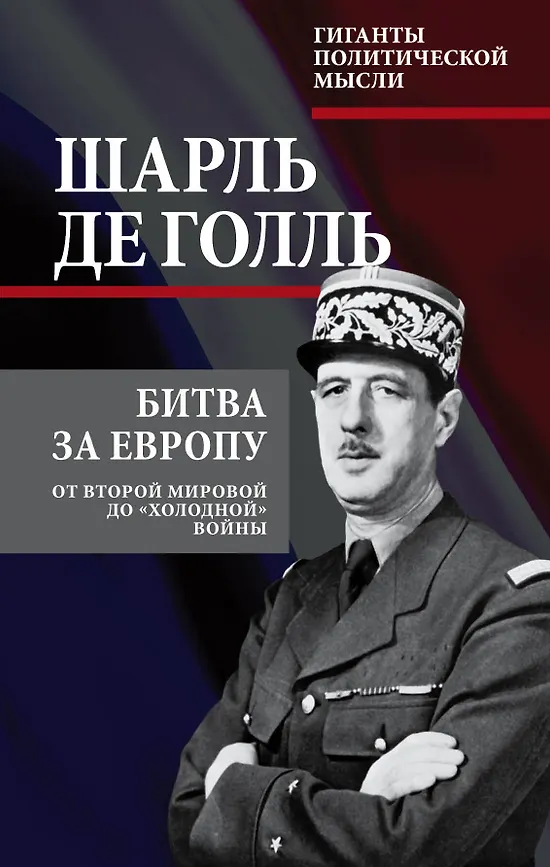 ГИГАНТЫ
ПОЛИТИЧЕСКОЙ
МЫСЛИ
ШАРЛЬ
ДЕ ГОЛЛЬ
БИТВА
ЗА ЕВРОПУ
ОТ ВТОРОЙ МИРОВОЙ
ДО «ХОЛОДНОЙ»
ВОЙНЫ